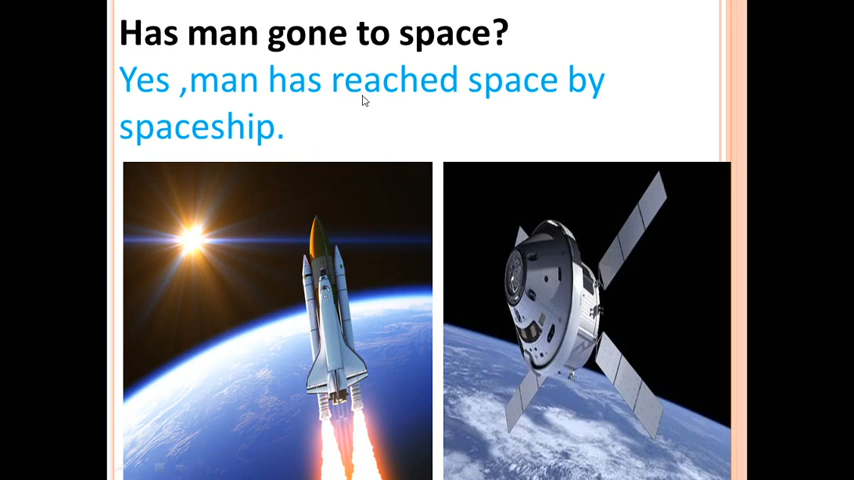 Has man gone to space?
Yes ,man has reached space by
spaceship.